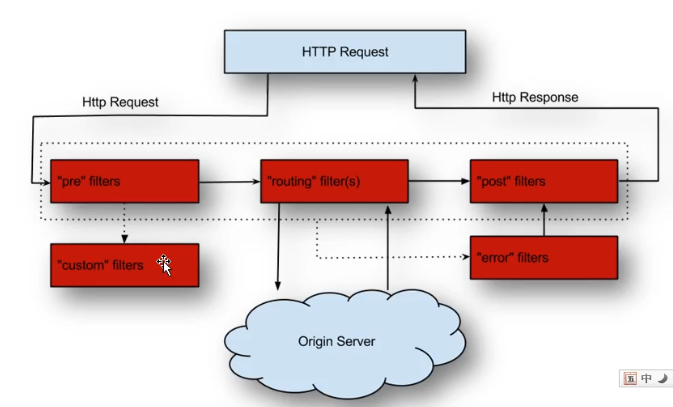 HTTP Request
Http Request
Http Response
"pre" filters
"routing" filter(s)
"post" filters
"custom" filters
"error" filters
Origin Server
五 中